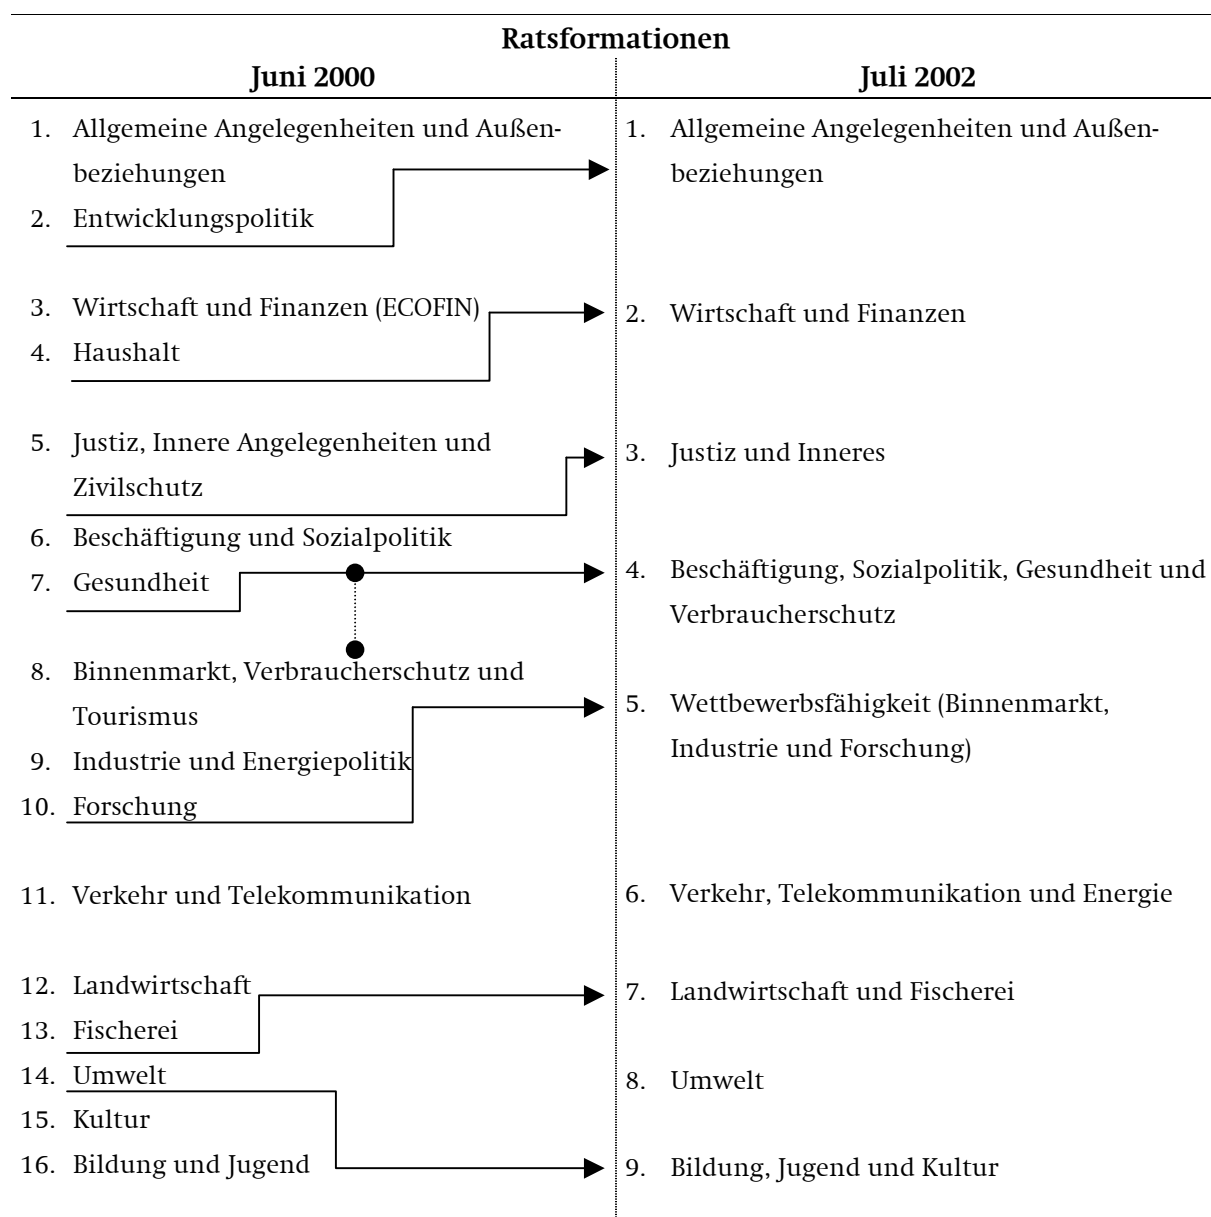 Ratsformationen
Juni 2000
Juli 2002
1. Allgemeine Angelegenheiten und Außen-
beziehungen
2. Entwicklungspolitik
3. Wirtschaft und Finanzen (ECOFIN)
4. Haushalt
5. Justiz, Innere Angelegenheiten und
Zivilschutz
6. Beschäftigung und Sozialpolitik
7. Gesundheit
8. Binnenmarkt, Verbraucherschutz und
Tourismus
9. Industrie und Energiepolitik
10. Forschung
11. Verkehr und Telekommunikation
12. Landwirtschaft
13. Fischerei
14. Umwelt
15. Kultur
16. Bildung und Jugend
1. Allgemeine Angelegenheiten und Außen-
beziehungen
2. Wirtschaft und Finanzen
3. Justiz und Inneres
4. Beschäftigung, Sozialpolitik, Gesundheit und
Verbraucherschutz
5. Wettbewerbsfähigkeit (Binnenmarkt,
Industrie und Forschung)
6. Verkehr, Telekommunikation und Energie
7. Landwirtschaft und Fischerei
8. Umwelt
9. Bildung, Jugend und Kultur